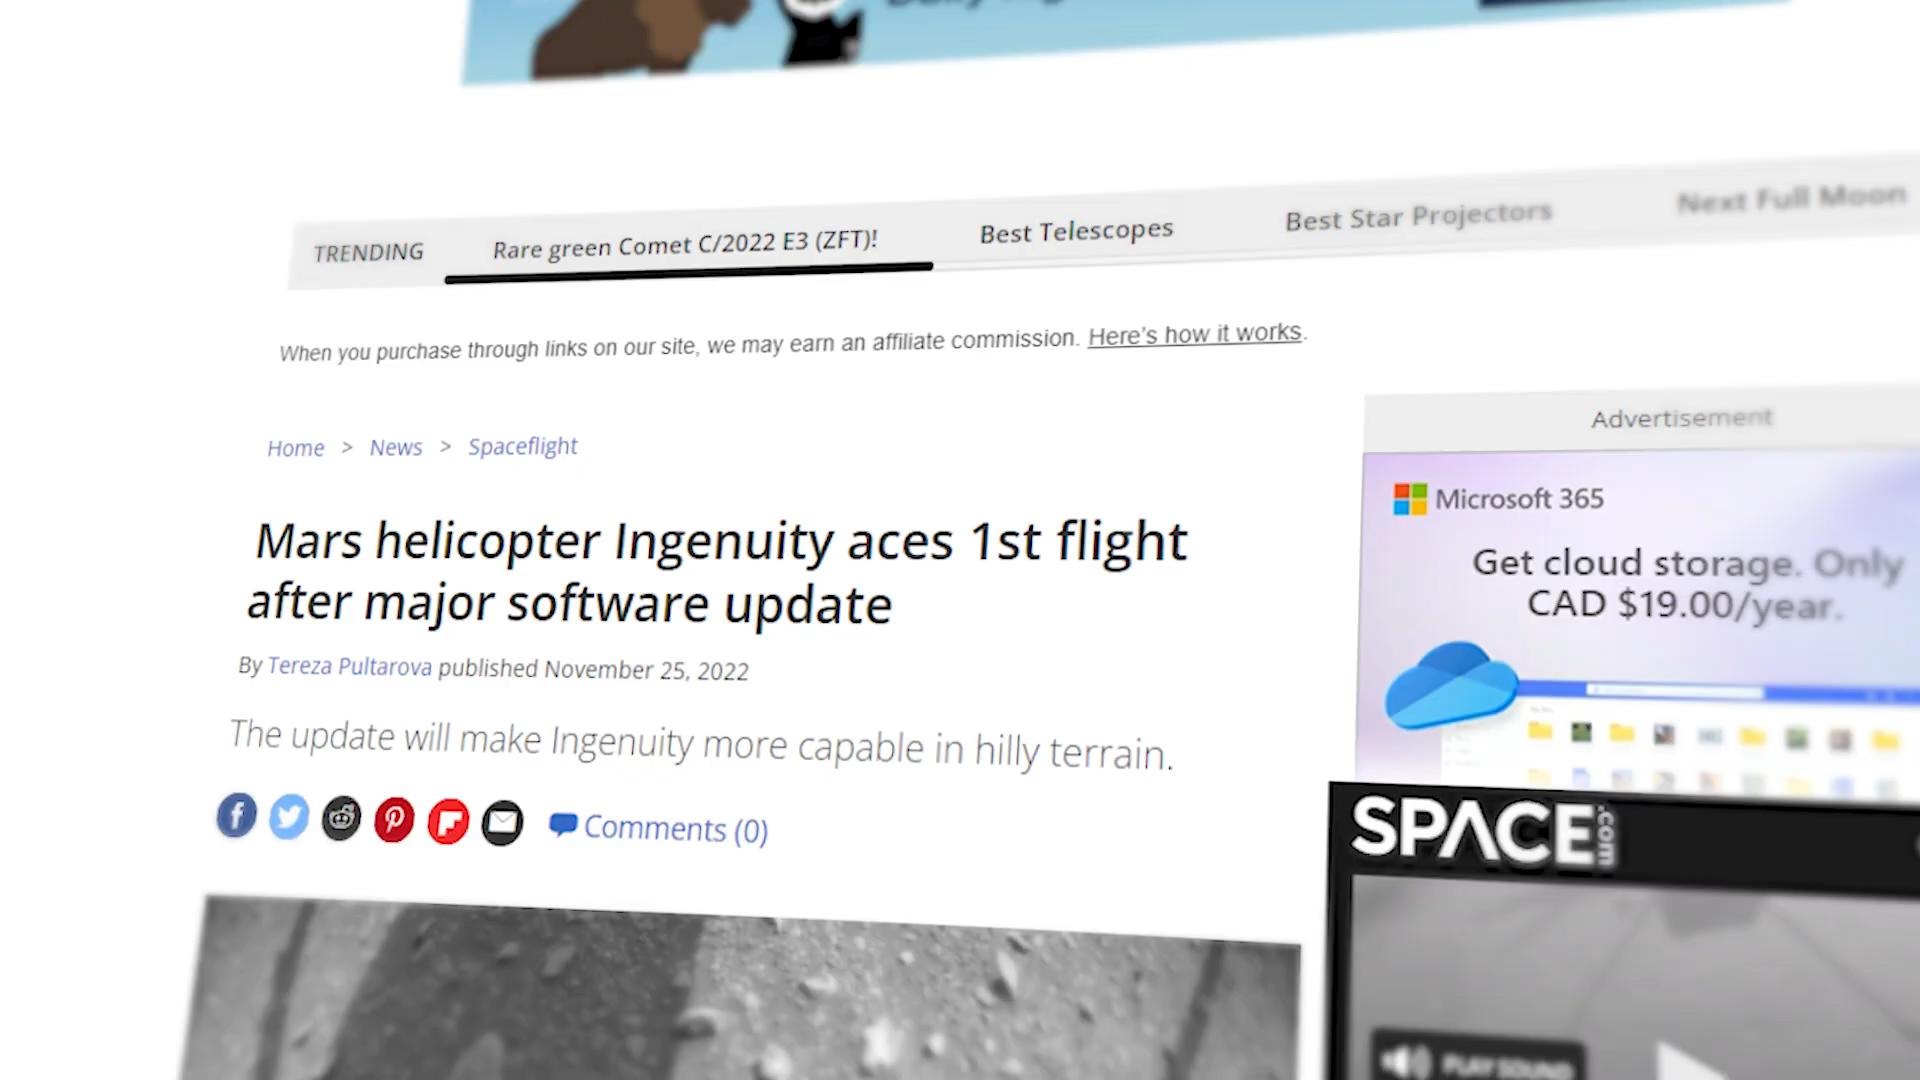 TRENDING
Rare green Comet C/2022 E3 (ZFT)!
Best Telescopes
Best Star Projectors
Next Full Moon
When you purchase through links on our site, we may earn an affiliate commission. Here's how it works.
Home > News > Spaceflight
Mars helicopter Ingenuity aces 1st flight
after major software update
By Tereza Pultarova published November 25, 2022
The update will make Ingenuity more capable in hilly terrain.
Comments (0)
Advertisement
Microsoft 365
Get cloud storage. Only
CAD $19.00/year.
SPACE.com
PLAY SOUND